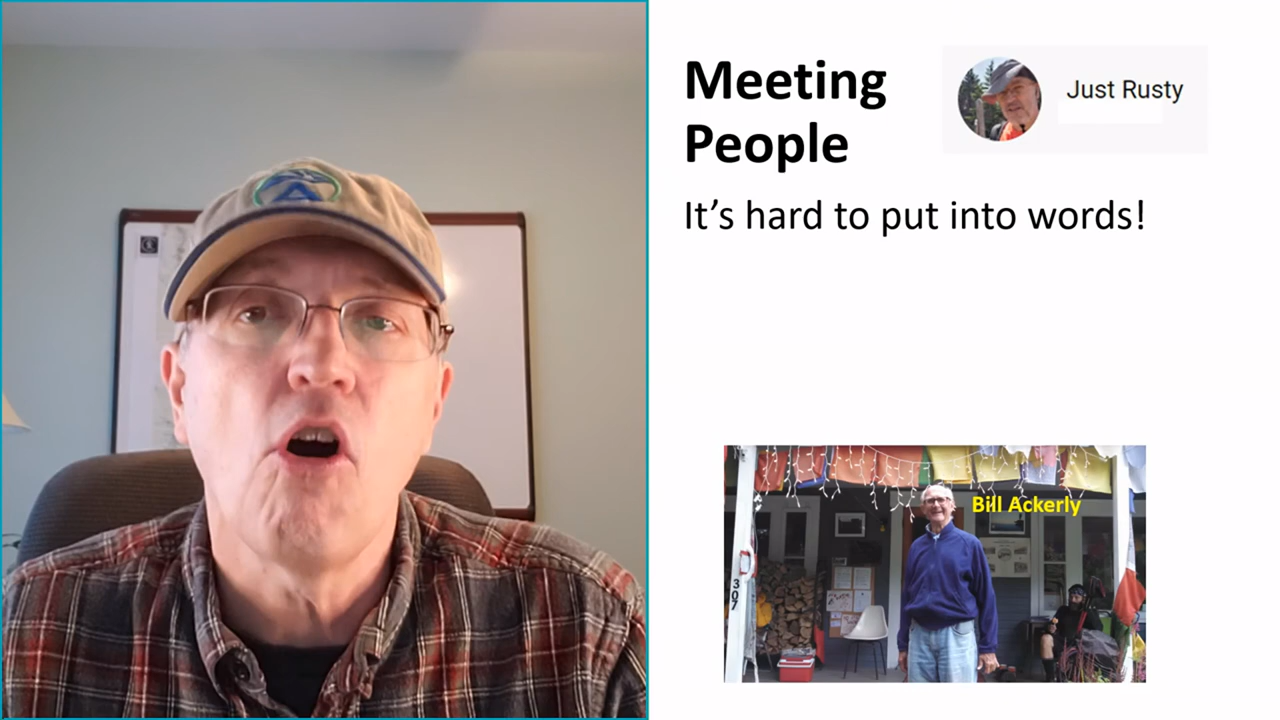 Meeting
People
Just Rusty
It's hard to put into words!
Bill Ackerly
307
A